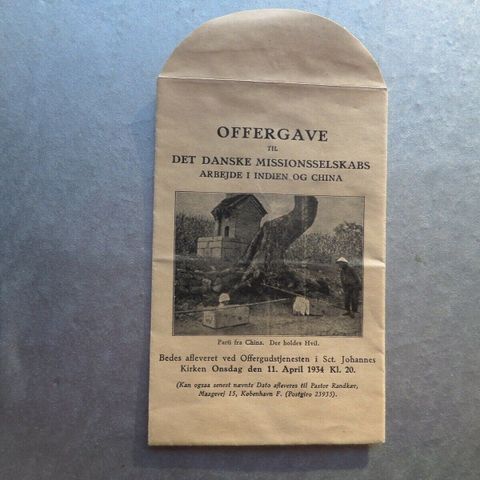 OFFERGAVE
TIL
DET DANSKE MISSIONSSELSKABS
ARBEJDE I INDIEN OG CHINA
Parti fra China. Der holdes Hvil.
Bedes afleveret ved Offergudstjenesten i Sct. Johannes
Kirken Onsdag den 11. April 1934 Kl. 20.
(Kan ogsaa senest nævnte Dato afleveres til Pastor Randkær,
Maagevej 15, København F. (Postgiro 23935).